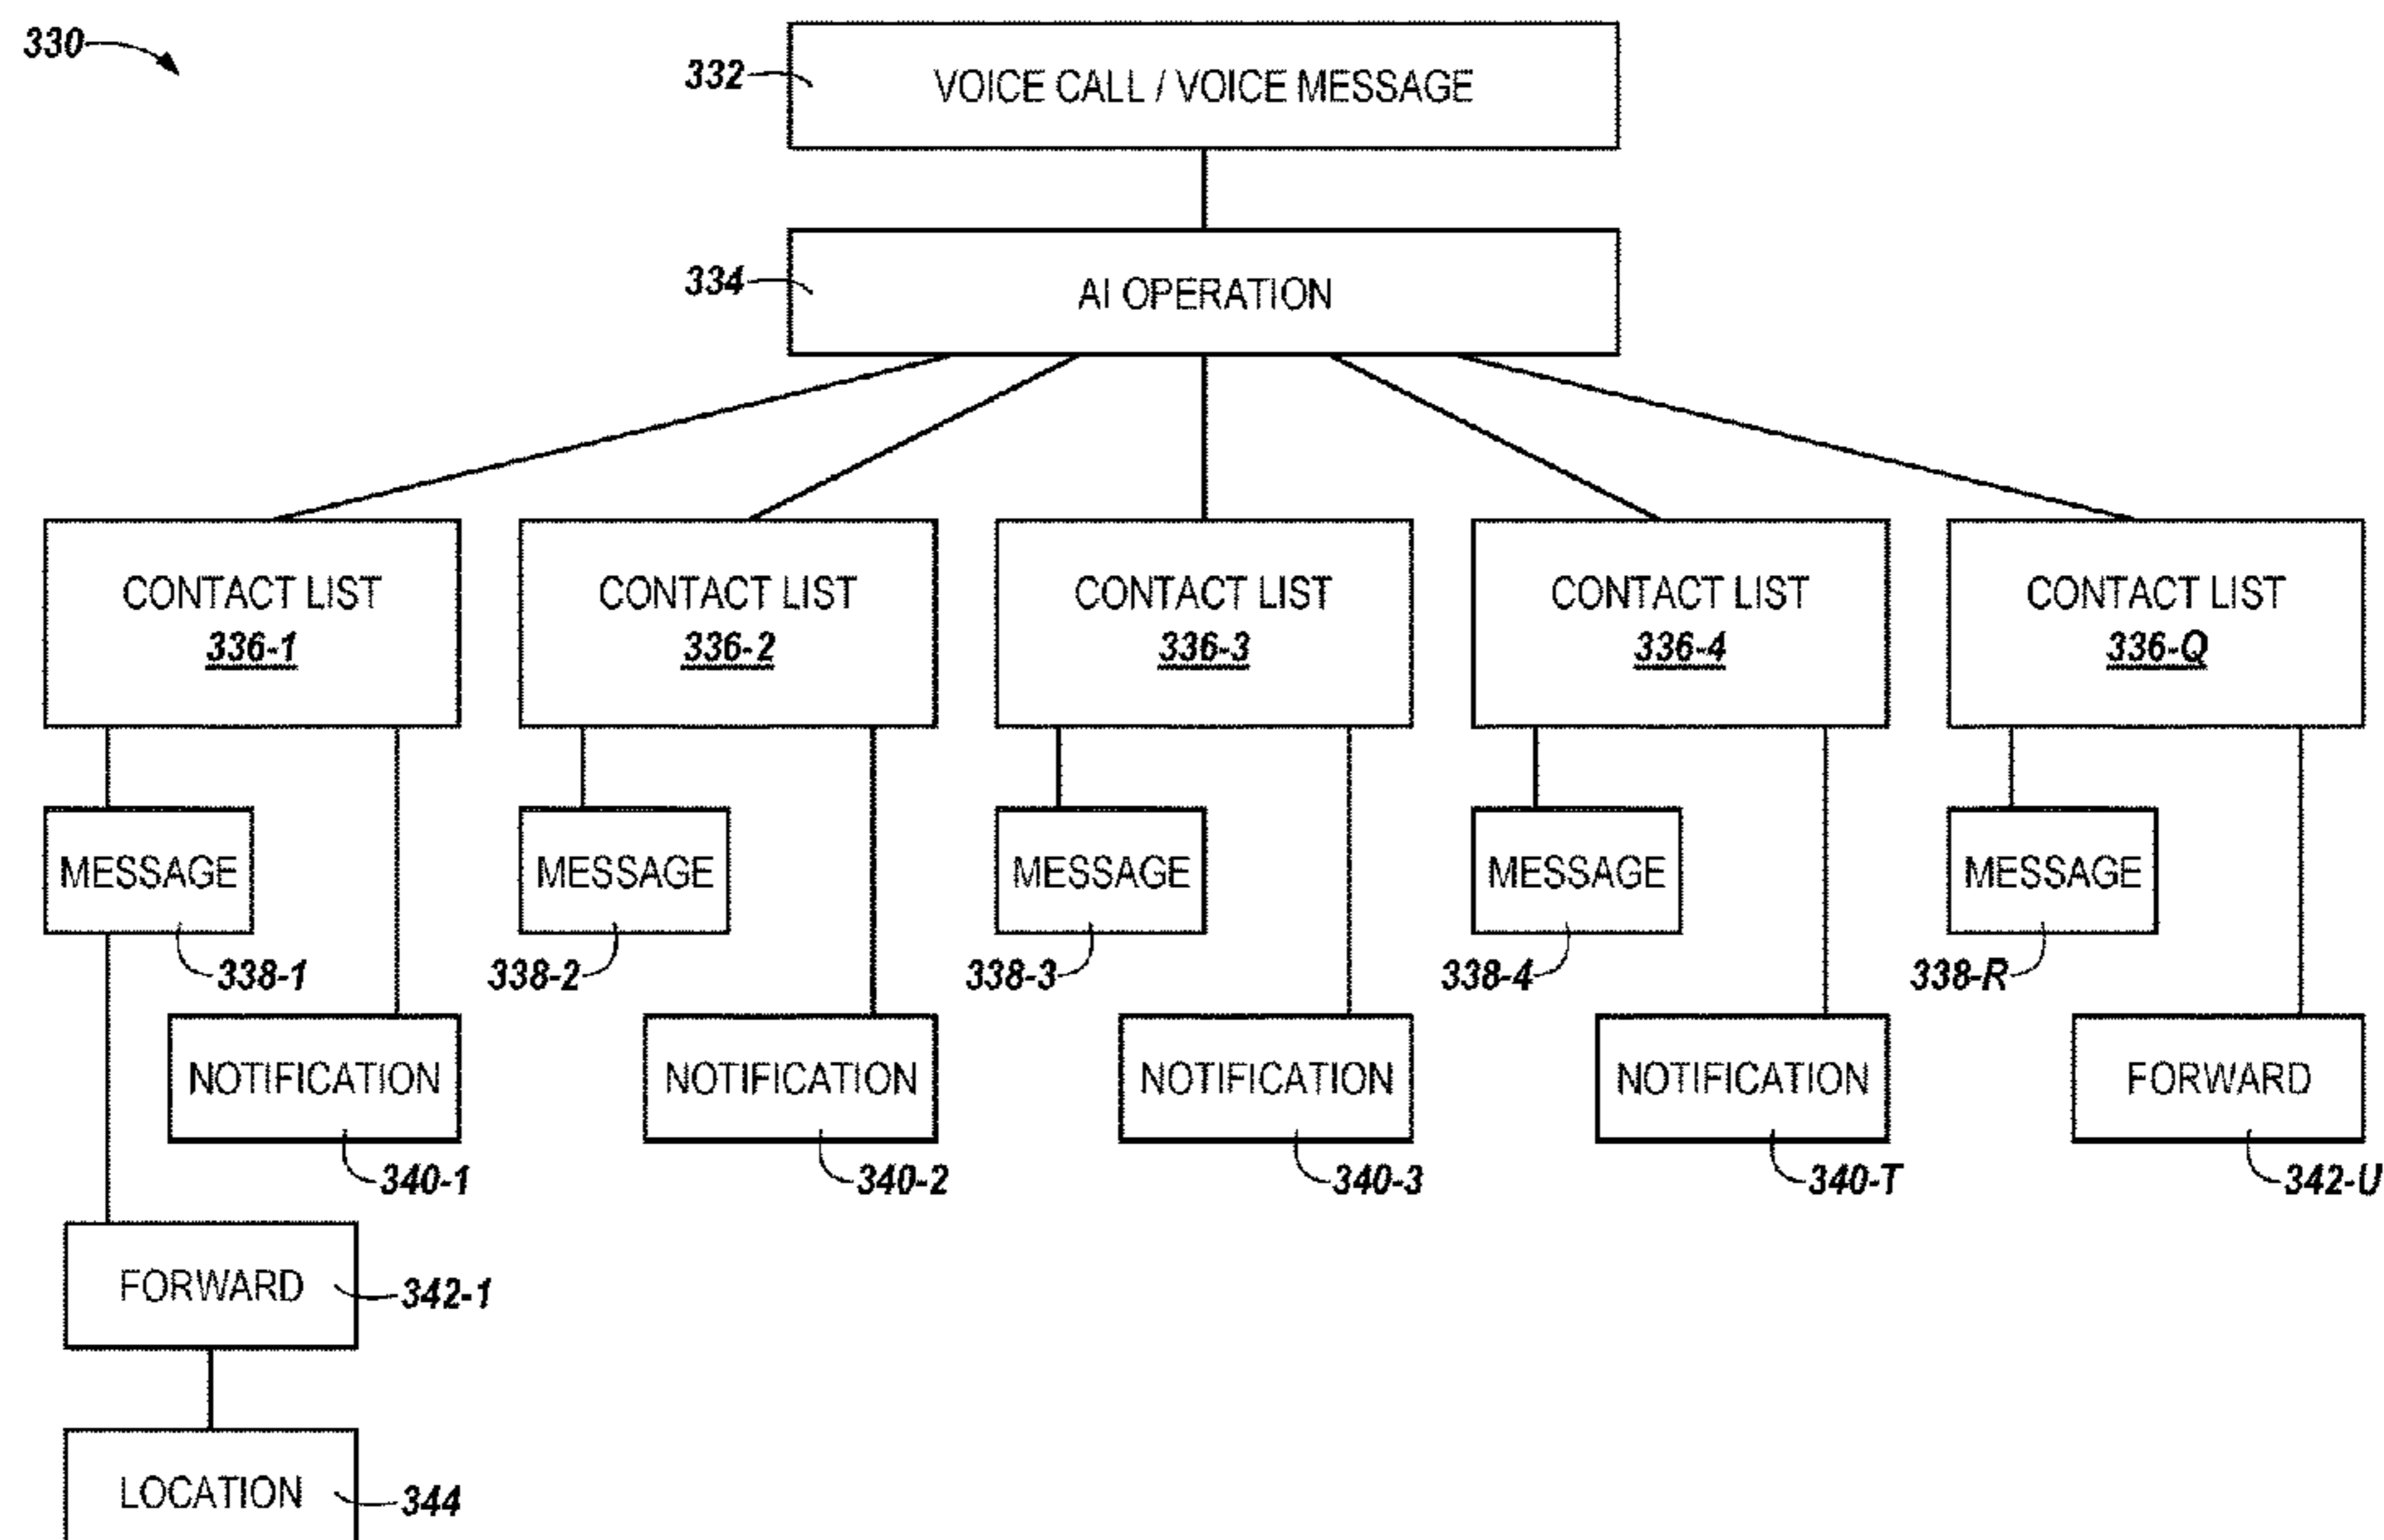 330
332
VOICE CALL / VOICE MESSAGE
334
AI OPERATION
CONTACT LIST
336-1
CONTACT LIST
336-2
CONTACT LIST
336-3
CONTACT LIST
336-4
CONTACT LIST
336-Q
MESSAGE
MESSAGE
MESSAGE
MESSAGE
MESSAGE
338-1
338-2
338-3
338-4
338-R
NOTIFICATION
NOTIFICATION
NOTIFICATION
NOTIFICATION
FORWARD
340-1
340-2
340-3
340-T
342-U
FORWARD
342-1
LOCATION
344